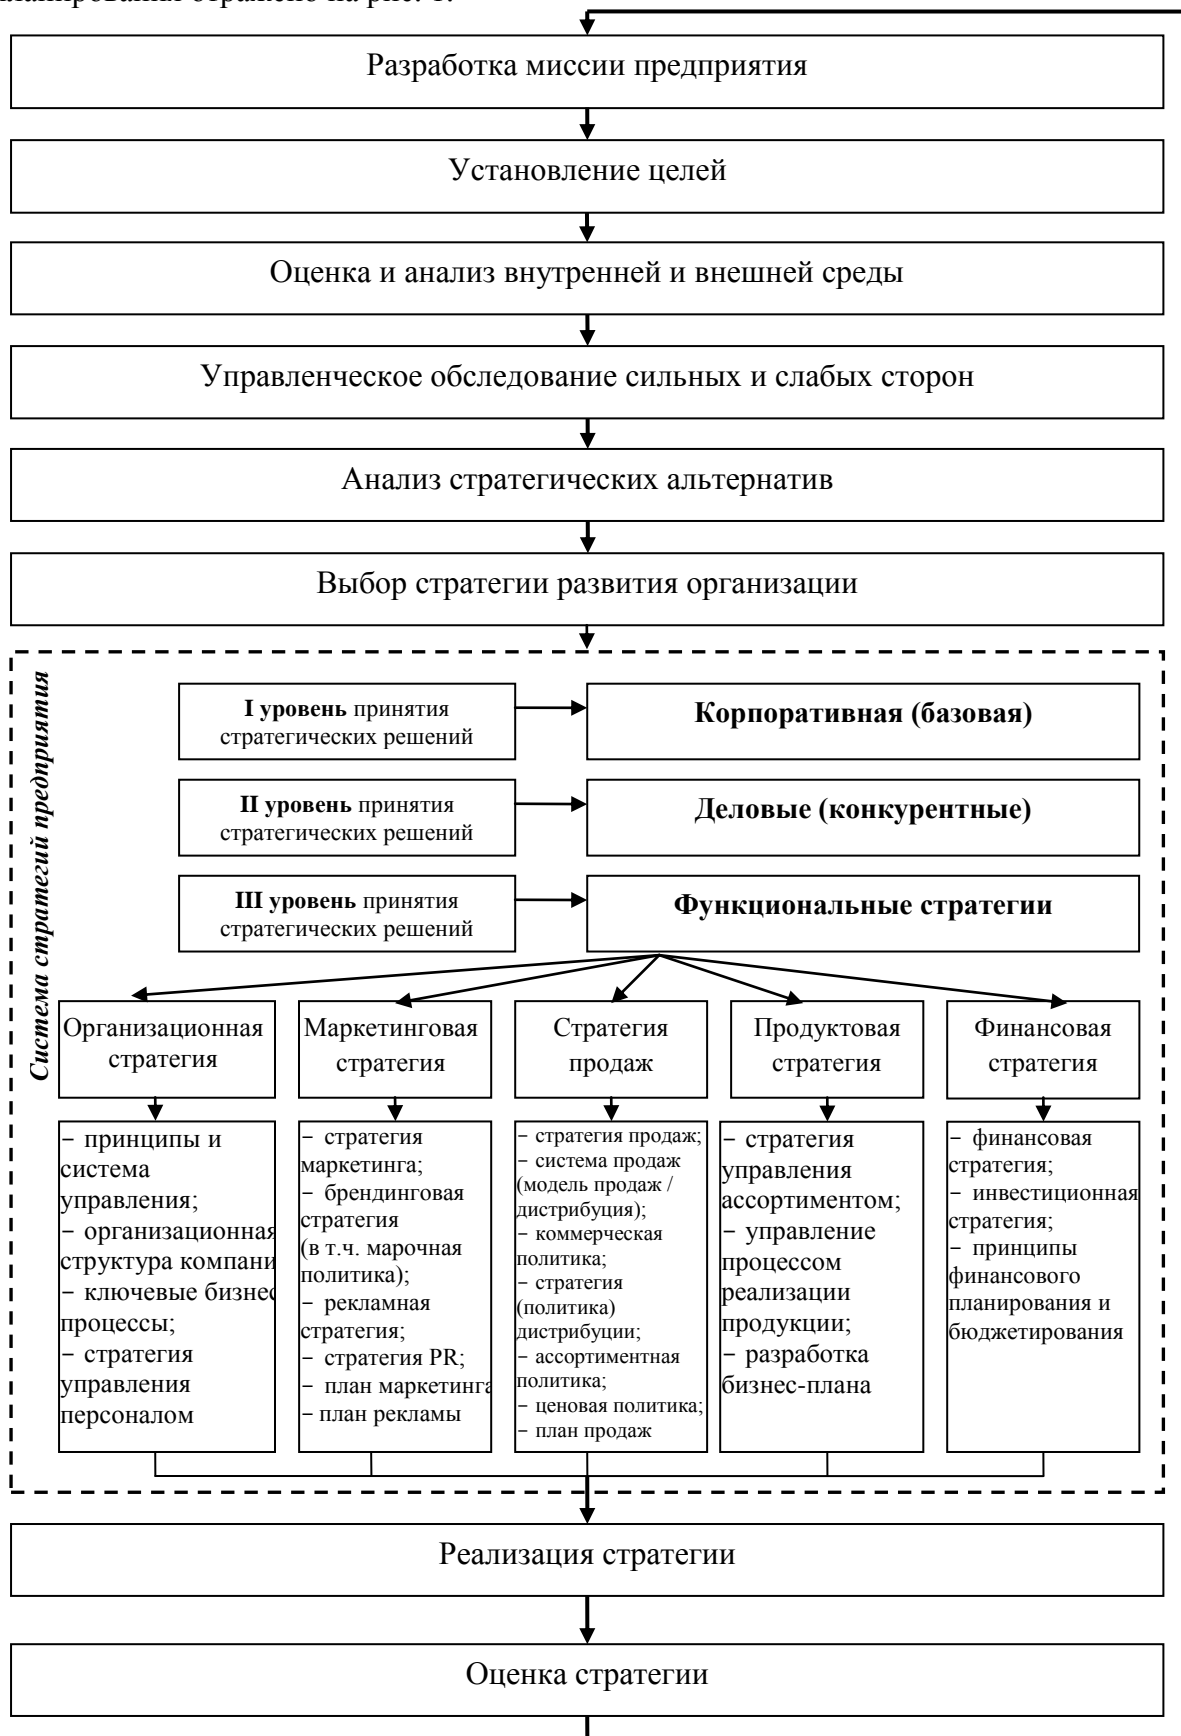 планирования отражено на рис. 1.
Разработка миссии предприятия
Установление целей
Оценка и анализ внутренней и внешней среды
Управленческое обследование сильных и слабых сторон
Анализ стратегических альтернатив
Выбор стратегии развития организации
Система стратегий предприятия
I уровень принятия
стратегических решений
Корпоративная (базовая)
II уровень принятия
стратегических решений
Деловые (конкурентные)
III уровень принятия
стратегических решений
Функциональные стратегии
Организационная
стратегия
Маркетинговая
стратегия
Стратегия
продаж
Продуктовая
стратегия
Финансовая
стратегия
− принципы и
система
управления;
− организационная
структура компани
− ключевые бизнес
процессы;
− стратегия
управления
персоналом
− стратегия
маркетинга;
− брендинговая
стратегия
(в т.ч. марочная
политика);
− рекламная
стратегия;
− стратегия PR;
− план маркетинга
− план рекламы
− стратегия продаж;
− система продаж
(модель продаж /
дистрибуция);
− коммерческая
политика;
− стратегия
(политика)
дистрибуции;
− ассортиментная
политика;
− ценовая политика;
− план продаж
− стратегия
управления
ассортиментом;
− управление
процессом
реализации
продукции;
− разработка
бизнес-плана
− финансовая
стратегия;
− инвестиционная
стратегия;
− принципы
финансового
планирования и
бюджетирования
Реализация стратегии
Оценка стратегии